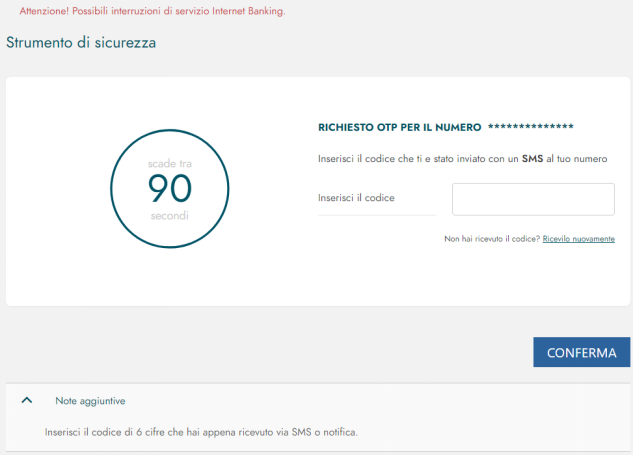 Attenzione! Possibili interruzioni di servizio Internet Banking.
Strumento di sicurezza
scade tra
90
secondi
RICHIESTO OTP PER IL NUMERO **************
Inserisci il codice che ti e stato inviato con un SMS al tuo numero
Inserisci il codice
Non hai ricevuto il codice? Ricevilo nuovamente
CONFERMA
Note aggiuntive
Inserisci il codice di 6 cifre che hai appena ricevuto via SMS o notifica.